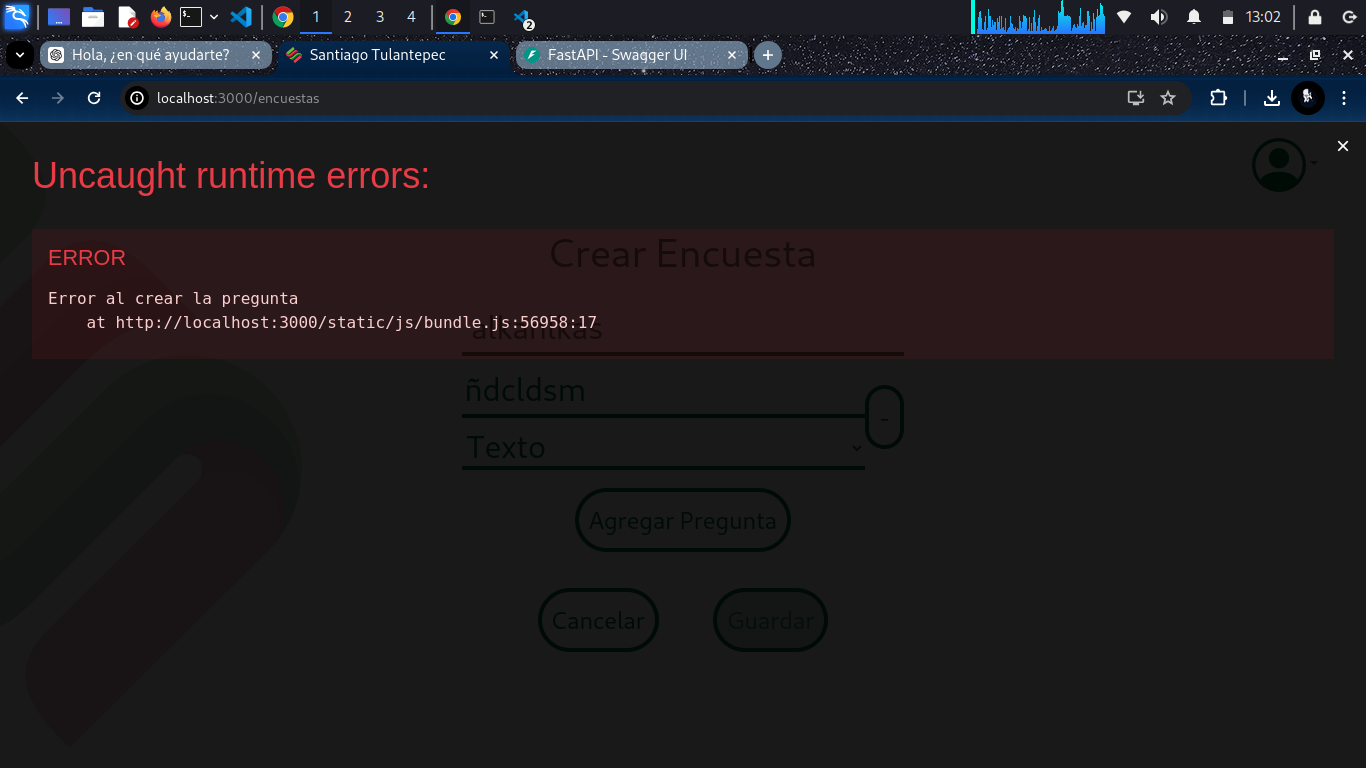 1 2 3 4
2
13:02
Hola, ¿en qué ayudarte?
Santiago Tulantepec
FastAPI - Swagger UI
localhost:3000/encuestas
Uncaught runtime errors:
ERROR
Crear Encuesta
Error al crear la pregunta
at http://localhost:3000/static/js/bundle.js:56958:17
ñdcldsm
-
Texto
Agregar Pregunta
Cancelar
Guardar